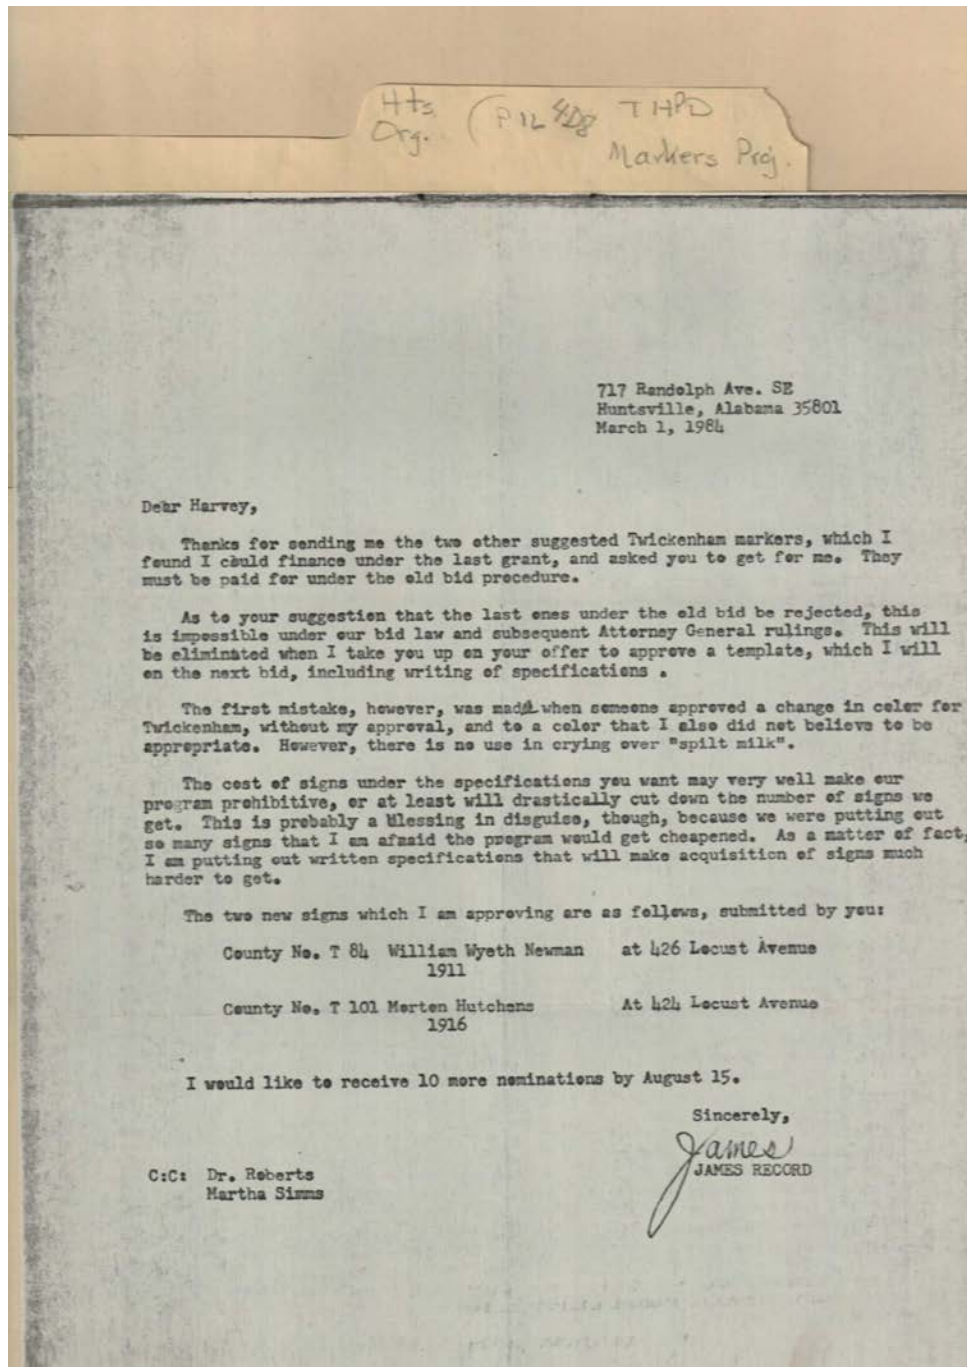 Hts. Org. (P1L 4D8 THPD
Markers Proj.
717 Randolph Ave. SE
Huntsville, Alabama 35801
March 1, 1984
Dear Harvey,
Thanks for sending me the two other suggested Twickenham markers, which I
found I could finance under the last grant, and asked you to get for me. They
must be paid for under the old bid procedure.
As to your suggestion that the last ones under the old bid be rejected, this
is impossible under our bid law and subsequent Attorney General rulings. This will
be eliminated when I take you up on your offer to approve a template, which I will
on the next bid, including writing of specifications .
The first mistake, however, was made when someone approved a change in color for
Twickenham, without my approval, and to a color that I also did not believe to be
appropriate. However, there is no use in crying over "spilt milk".
The cost of signs under the specifications you want may very well make our
program prohibitive, or at least will drastically cut down the number of signs we
get. This is probably a blessing in disguise, though, because we were putting out
so many signs that I am afraid the program would get cheapened. As a matter of fact,
I am putting out written specifications that will make acquisition of signs much
harder to get.
The two new signs which I am approving are as follows, submitted by you:
County No. T 84 William Wyeth Newman at 426 Locust Avenue
1911
County No. T 101 Morton Hutchens At 424 Locust Avenue
1916
I would like to receive 10 more nominations by August 15.
Sincerely,
James
JAMES RECORD
C:C: Dr. Roberts
Martha Simms